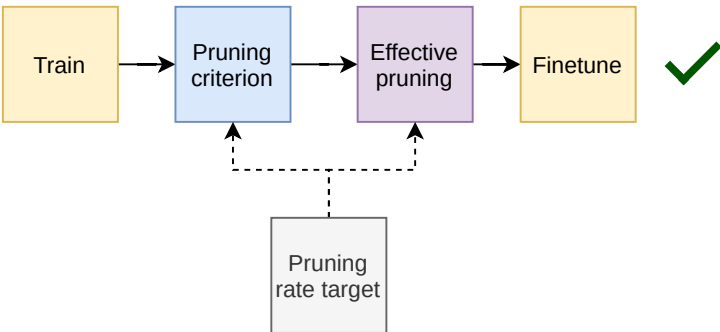 Train
Pruning
criterion
Effective
pruning
Finetune
Pruning
rate target